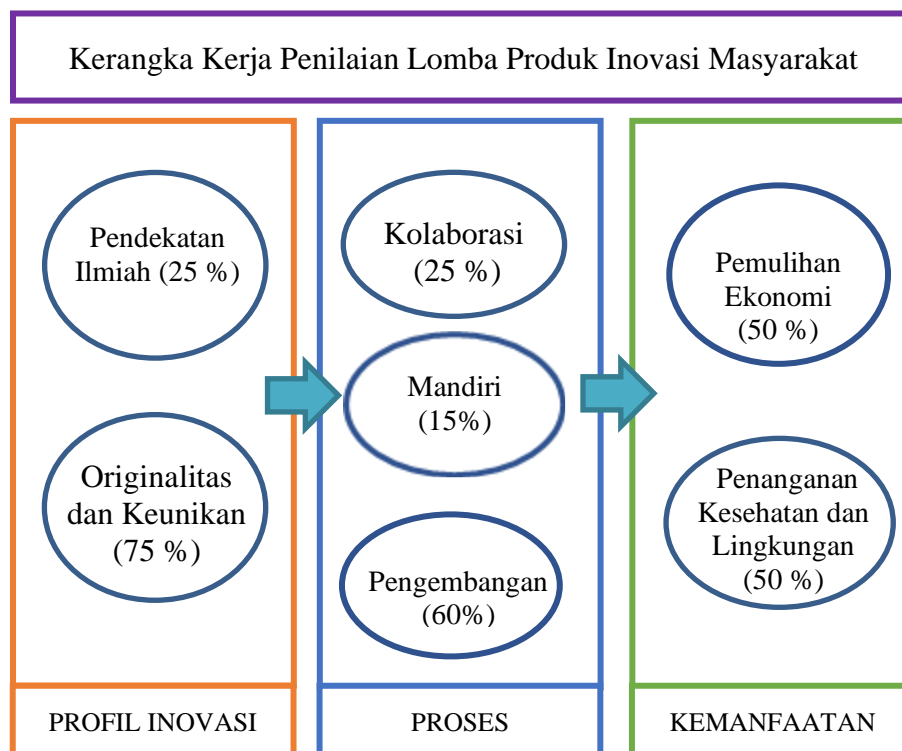 Kerangka Kerja Penilaian Lomba Produk Inovasi Masyarakat
Pendekatan
Ilmiah (25 %)
Originalitas
dan Keunikan
(75 %)
PROFIL INOVASI
Kolaborasi
(25 %)
Mandiri
(15%)
Pengembangan
(60%)
PROSES
Pemulihan
Ekonomi
(50 %)
Penanganan
Kesehatan dan
Lingkungan
(50 %)
KEMANFAATAN